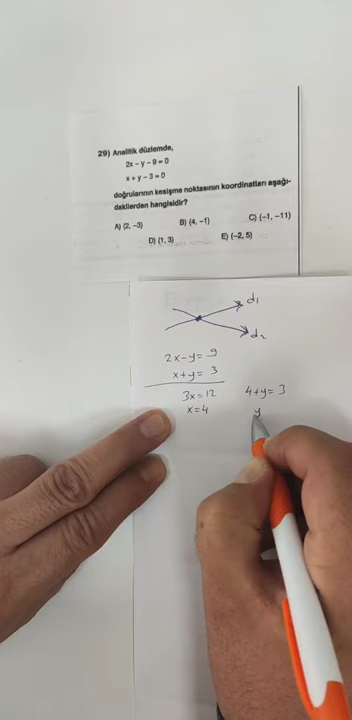 29) Analitik düzlemde,
2x – y – 9 = 0
x + y – 3 = 0
doğrularının kesişme noktasının koordinatları aşağı-
dakilerden hangisidir?
A) (2, –3) B) (4, –1) C) (–1, –11)
D) (1, 3) E) (–2, 5)
d1
d2
2x-y= 9
x+y= 3
3x=12 4+y= 3
x=4 y